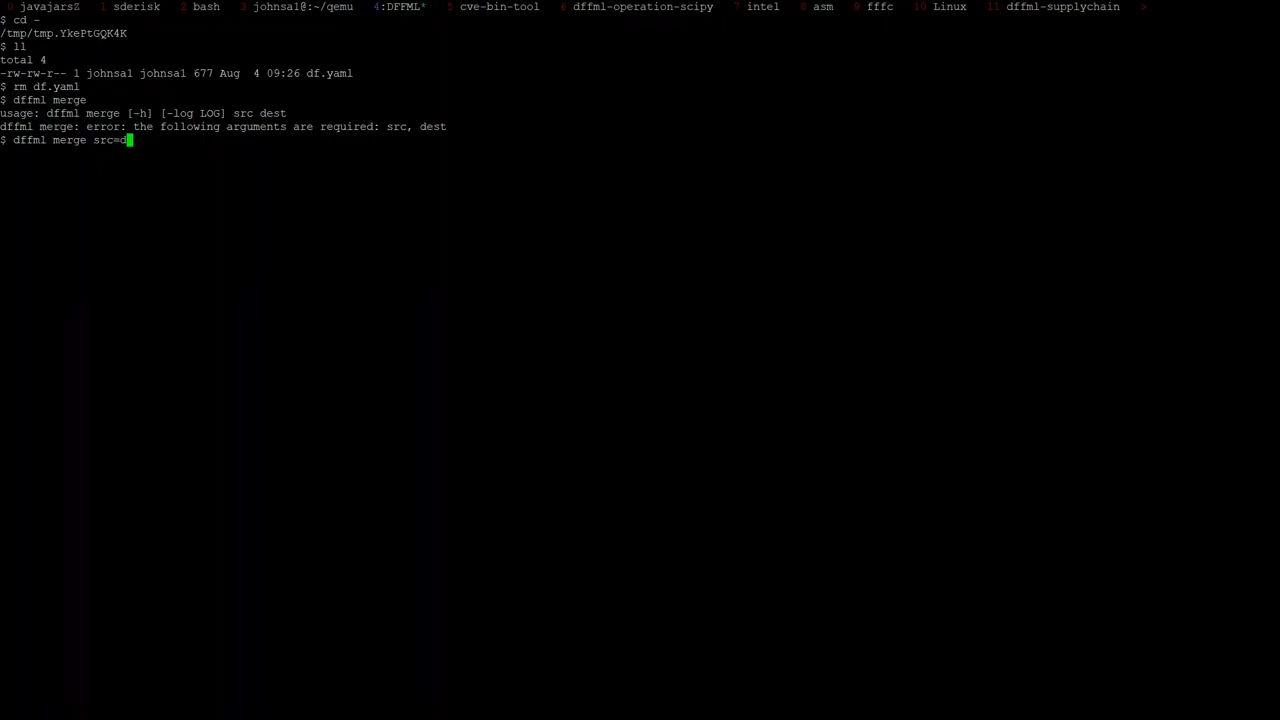 0 javajarsZ 1 sderisk 2 bash 3 johnsa1@:~/qemu 4:DFFML* 5 cve-bin-tool 6 dffml-operation-scipy 7 intel 8 asm 9 fffc 10 Linux 11 dffml-supplychain >
$ cd -
/tmp/tmp.YkePtGQK4K
$ ll
total 4
-rw-rw-r-- 1 johnsa1 johnsa1 677 Aug  4 09:26 df.yaml
$ rm df.yaml
$ dffml merge
usage: dffml merge [-h] [-log LOG] src dest
dffml merge: error: the following arguments are required: src, dest
$ dffml merge src=d